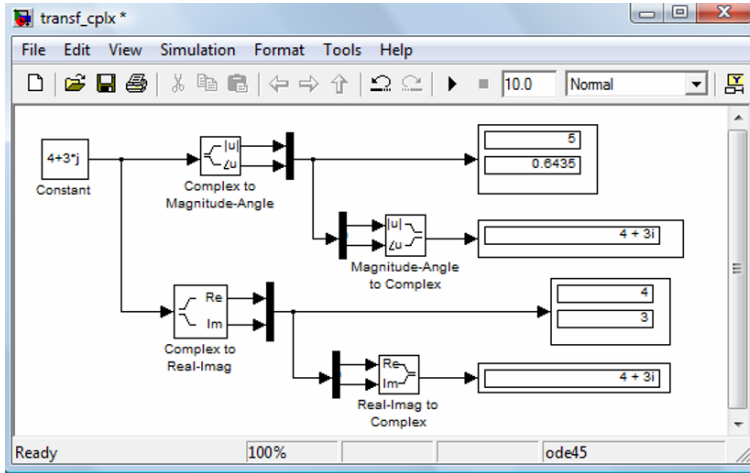 transf_cplx *
File Edit View Simulation Format Tools Help
10.0 Normal
4+3*j
Constant
|u|
∠u
Complex to
Magnitude-Angle
5
0.6435
|u|
∠u
Magnitude-Angle
to Complex
4 + 3i
Re
Im
Complex to
Real-Imag
4
3
Re
Im
Real-Imag to
Complex
4 + 3i
Ready 100% ode45